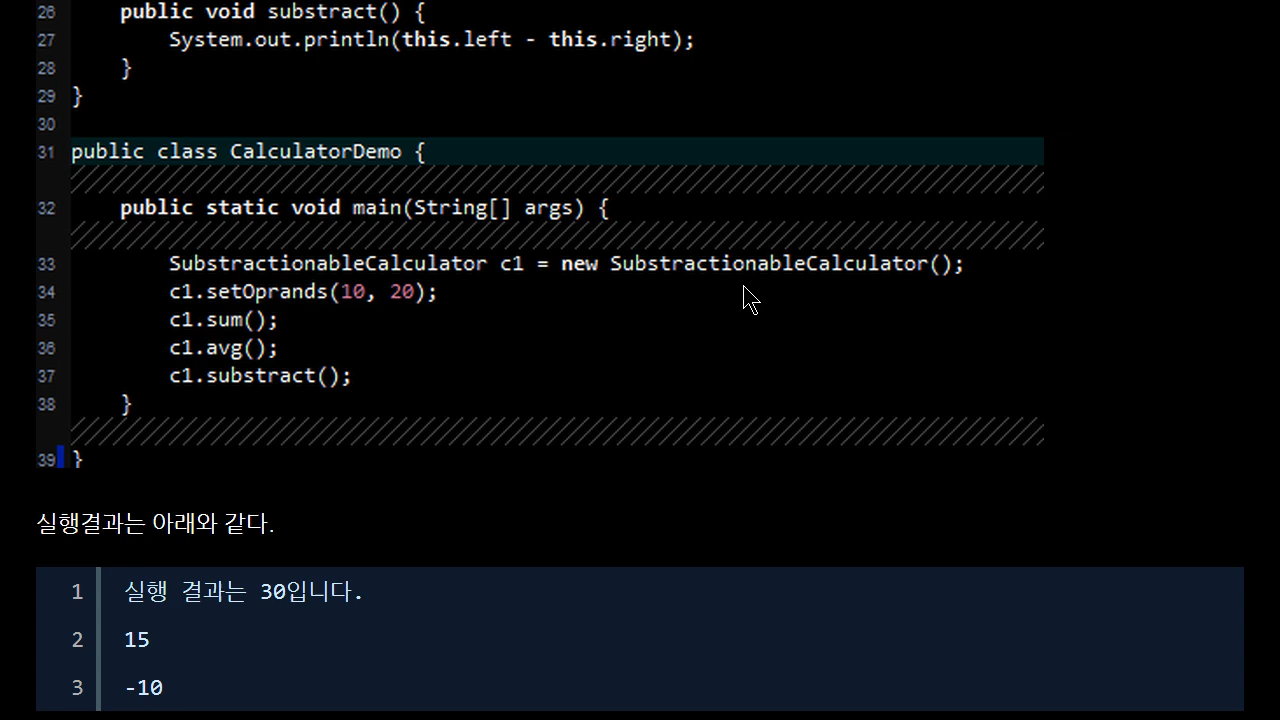 26 public void substract() {
27 System.out.println(this.left - this.right);
28 }
29 }
30
31 public class CalculatorDemo {
32 public static void main(String[] args) {
33 SubstractionableCalculator c1 = new SubstractionableCalculator();
34 c1.setOprands(10, 20);
35 c1.sum();
36 c1.avg();
37 c1.substract();
38 }
39 }
실행결과는 아래와 같다.
1 실행 결과는 30입니다.
2 15
3 -10